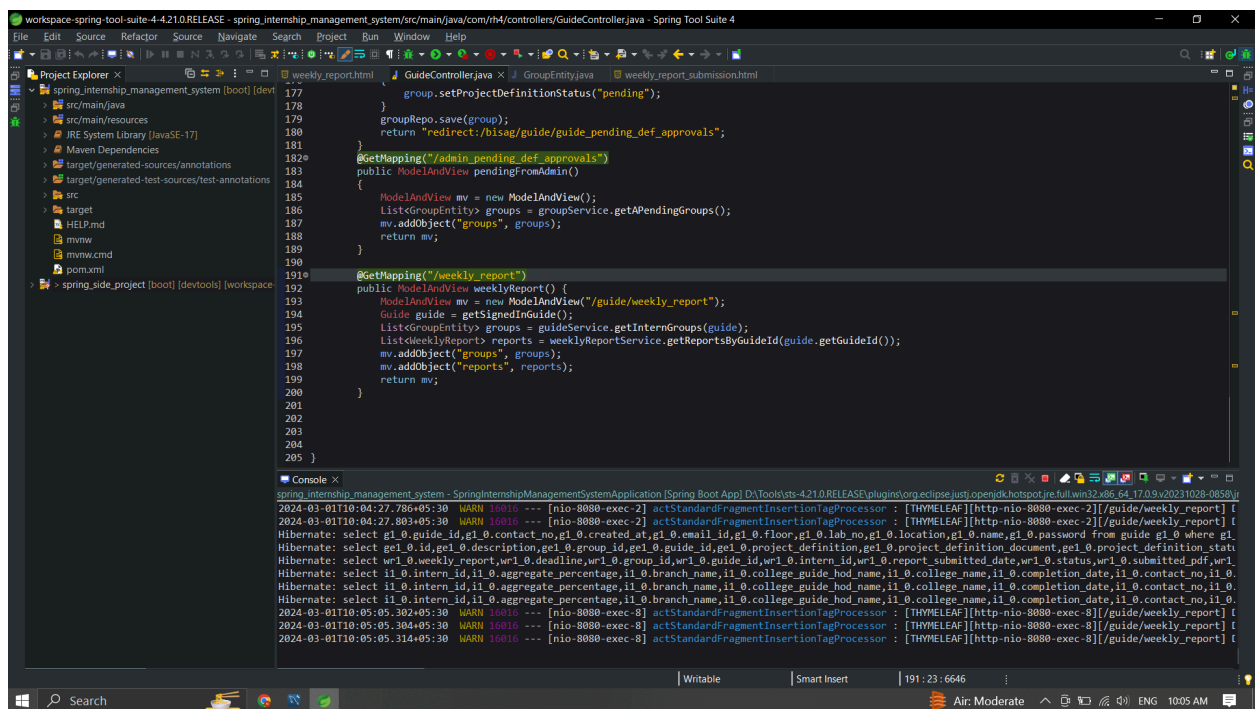 workspace-spring-tool-suite-4-4.21.0.RELEASE - spring_internship_management_system/src/main/java/com/rh4/controllers/GuideController.java - Spring Tool Suite 4
File Edit Source Refactor Source Navigate Search Project Run Window Help
Project Explorer
weekly_report.html GuideController.java GroupEntity.java weekly_report_submission.html
spring_internship_management_system [boot] [devt
src/main/java
src/main/resources
JRE System Library [JavaSE-17]
Maven Dependencies
target/generated-sources/annotations
target/generated-test-sources/test-annotations
src
target
HELP.md
mvnw
mvnw.cmd
pom.xml
> spring_side_project [boot] [devtools] [workspace-
177 group.setProjectDefinitionStatus("pending");
178 }
179 groupRepo.save(group);
180 return "redirect:/bisag/guide/guide_pending_def_approvals";
181 }
182 @GetMapping("/admin_pending_def_approvals")
183 public ModelAndView pendingFromAdmin()
184 {
185 ModelAndView mv = new ModelAndView();
186 List<GroupEntity> groups = groupService.getAPendingGroups();
187 mv.addObject("groups", groups);
188 return mv;
189 }
190
191 @GetMapping("/weekly_report")
192 public ModelAndView weeklyReport() {
193 ModelAndView mv = new ModelAndView("/guide/weekly_report");
194 Guide guide = getSignedInGuide();
195 List<GroupEntity> groups = guideService.getInternGroups(guide);
196 List<WeeklyReport> reports = weeklyReportService.getReportsByGuideId(guide.getGuideId());
197 mv.addObject("groups", groups);
198 mv.addObject("reports", reports);
199 return mv;
200 }
201
202
203
204
205 }
Console
spring_internship_management_system - SpringInternshipManagementSystemApplication [Spring Boot App] D:\Tools\sts-4.21.0.RELEASE\plugins\org.eclipse.justj.openjdk.hotspot.jre.full.win32.x86_64_17.0.9.v20231028-0858\jr
2024-03-01T10:04:27.786+05:30 WARN 16016 --- [nio-8080-exec-2] actStandardFragmentInsertionTagProcessor : [THYMELEAF][http-nio-8080-exec-2][/guide/weekly_report] D
2024-03-01T10:04:27.803+05:30 WARN 16016 --- [nio-8080-exec-2] actStandardFragmentInsertionTagProcessor : [THYMELEAF][http-nio-8080-exec-2][/guide/weekly_report] D
Hibernate: select g1_0.guide_id,g1_0.contact_no,g1_0.created_at,g1_0.email_id,g1_0.floor,g1_0.lab_no,g1_0.location,g1_0.name,g1_0.password from guide g1_0 where g1_
Hibernate: select ge1_0.id,ge1_0.description,ge1_0.group_id,ge1_0.guide_id,ge1_0.project_definition,ge1_0.project_definition_document,ge1_0.project_definition_statu
Hibernate: select wr1_0.weekly_report,wr1_0.deadline,wr1_0.group_id,wr1_0.guide_id,wr1_0.intern_id,wr1_0.report_submitted_date,wr1_0.status,wr1_0.submitted_pdf,wr1_0.
Hibernate: select i1_0.intern_id,i1_0.aggregate_percentage,i1_0.branch_name,i1_0.college_guide_hod_name,i1_0.college_name,i1_0.completion_date,i1_0.contact_no,i1_0.
Hibernate: select i1_0.intern_id,i1_0.aggregate_percentage,i1_0.branch_name,i1_0.college_guide_hod_name,i1_0.college_name,i1_0.completion_date,i1_0.contact_no,i1_0.
Hibernate: select i1_0.intern_id,i1_0.aggregate_percentage,i1_0.branch_name,i1_0.college_guide_hod_name,i1_0.college_name,i1_0.completion_date,i1_0.contact_no,i1_0.
2024-03-01T10:05:05.302+05:30 WARN 16016 --- [nio-8080-exec-8] actStandardFragmentInsertionTagProcessor : [THYMELEAF][http-nio-8080-exec-8][/guide/weekly_report] D
2024-03-01T10:05:05.304+05:30 WARN 16016 --- [nio-8080-exec-8] actStandardFragmentInsertionTagProcessor : [THYMELEAF][http-nio-8080-exec-8][/guide/weekly_report] D
2024-03-01T10:05:05.314+05:30 WARN 16016 --- [nio-8080-exec-8] actStandardFragmentInsertionTagProcessor : [THYMELEAF][http-nio-8080-exec-8][/guide/weekly_report] D
Writable Smart Insert 191 : 23 : 6646
Search Air: Moderate ENG 10:05 AM